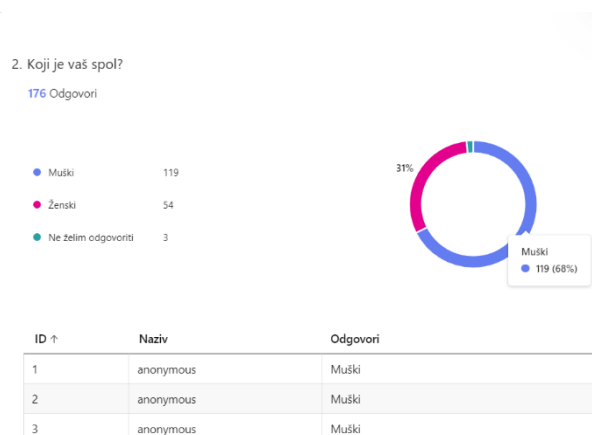 2. Koji je vaš spol?
176 Odgovori
Muški 119
Ženski 54
Ne želim odgovoriti 3
31%
Muški
119 (68%)
ID ↑ Naziv Odgovori
1 anonymous Muški
2 anonymous Muški
3 anonymous Muški